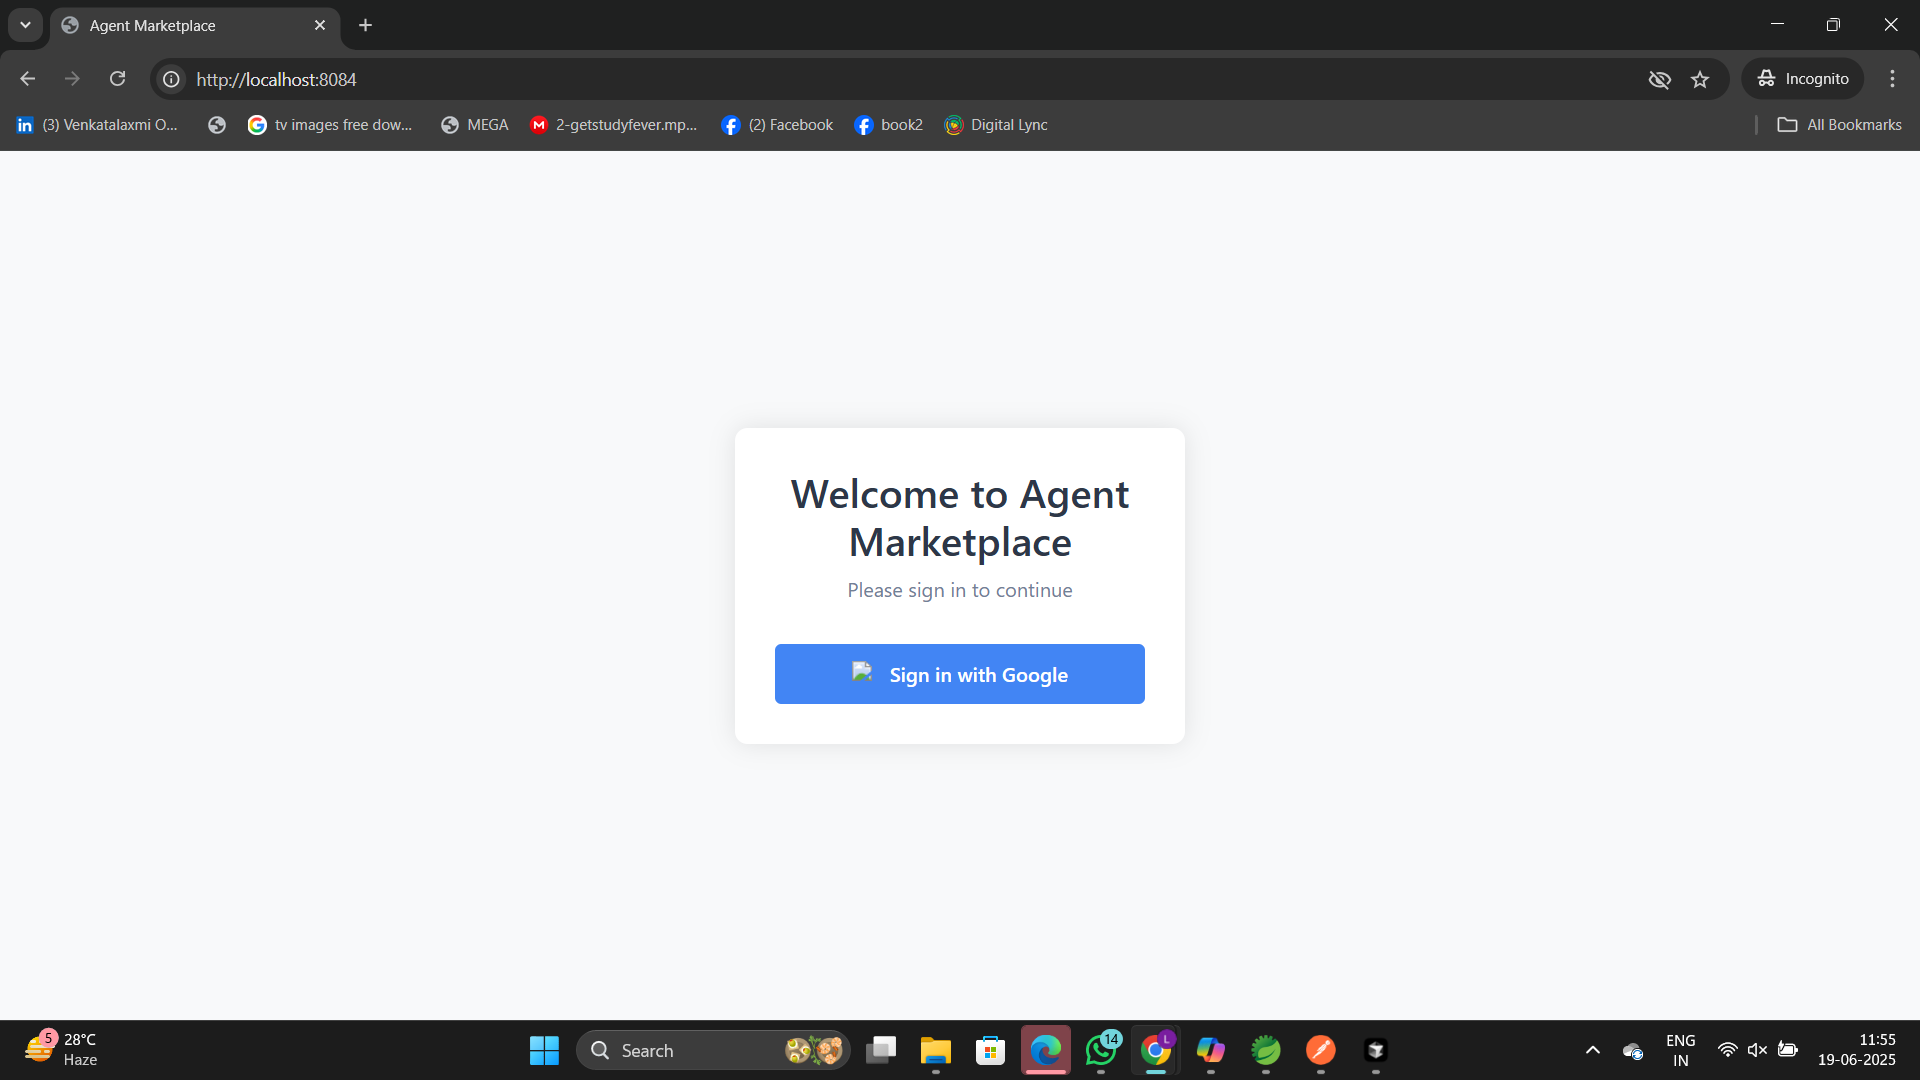 Agent Marketplace
http://localhost:8084
Incognito
(3) Venkatalaxmi O...
tv images free dow...
MEGA
M
2-getstudyfever.mp...
(2) Facebook
book2
Digital Lync
All Bookmarks
Welcome to Agent
Marketplace
Please sign in to continue
Sign in with Google
5
28°C
Haze
Search
14
L
ENG
IN
11:55
19-06-2025